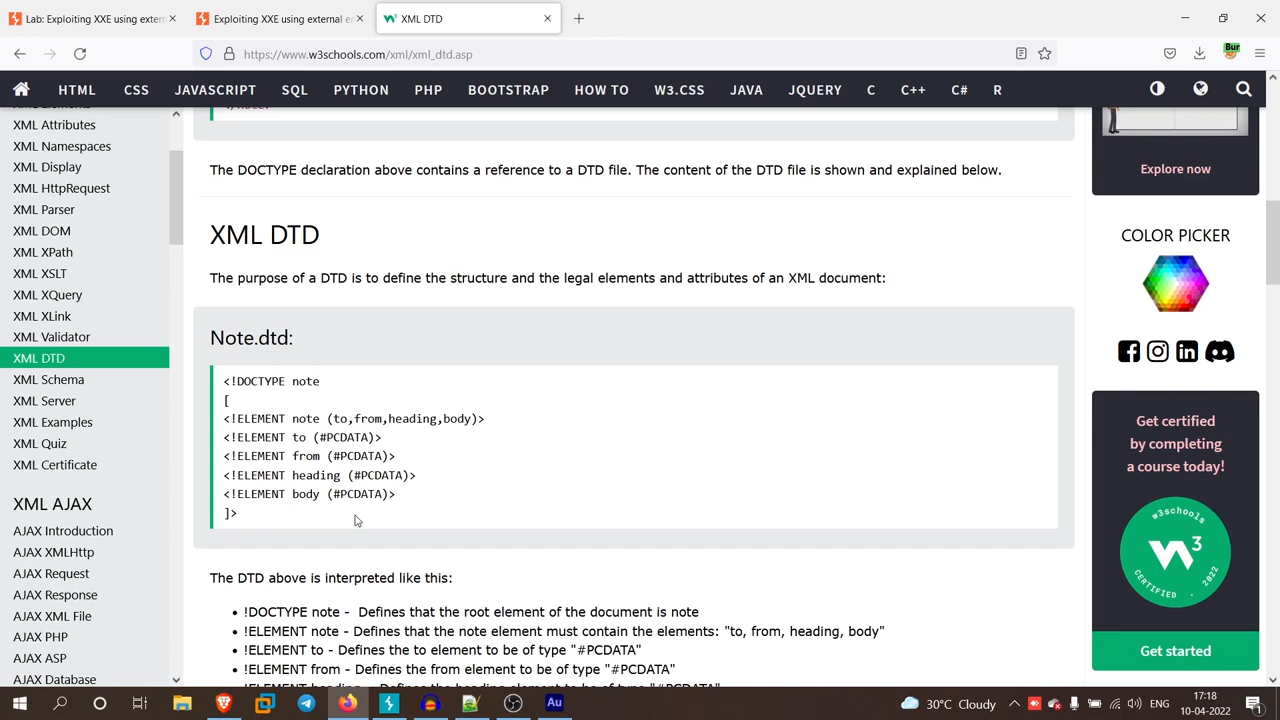 Lab: Exploiting XXE using extern
Exploiting XXE using external e
XML DTD
https://www.w3schools.com/xml/xml_dtd.asp
Bur
HTML CSS JAVASCRIPT SQL PYTHON PHP BOOTSTRAP HOW TO W3.CSS JAVA JQUERY C C++ C# R
XML Attributes
XML Namespaces
XML Display
XML HttpRequest
XML Parser
XML DOM
XML XPath
XML XSLT
XML XQuery
XML XLink
XML Validator
XML DTD
XML Schema
XML Server
XML Examples
XML Quiz
XML Certificate
XML AJAX
AJAX Introduction
AJAX XMLHttp
AJAX Request
AJAX Response
AJAX XML File
AJAX PHP
AJAX ASP
AJAX Database
The DOCTYPE declaration above contains a reference to a DTD file. The content of the DTD file is shown and explained below.
XML DTD
The purpose of a DTD is to define the structure and the legal elements and attributes of an XML document:
Note.dtd:
<!DOCTYPE note
[
<!ELEMENT note (to,from,heading,body)>
<!ELEMENT to (#PCDATA)>
<!ELEMENT from (#PCDATA)>
<!ELEMENT heading (#PCDATA)>
<!ELEMENT body (#PCDATA)>
]>
The DTD above is interpreted like this:
• !DOCTYPE note -  Defines that the root element of the document is note
• !ELEMENT note - Defines that the note element must contain the elements: "to, from, heading, body"
• !ELEMENT to - Defines the to element to be of type "#PCDATA"
• !ELEMENT from - Defines the from element to be of type "#PCDATA"
Explore now
COLOR PICKER
Get certified
by completing
a course today!
w3schools
W3
CERTIFIED . 2022
Get started
Au
30°C Cloudy
ENG
17:18
10-04-2022
1